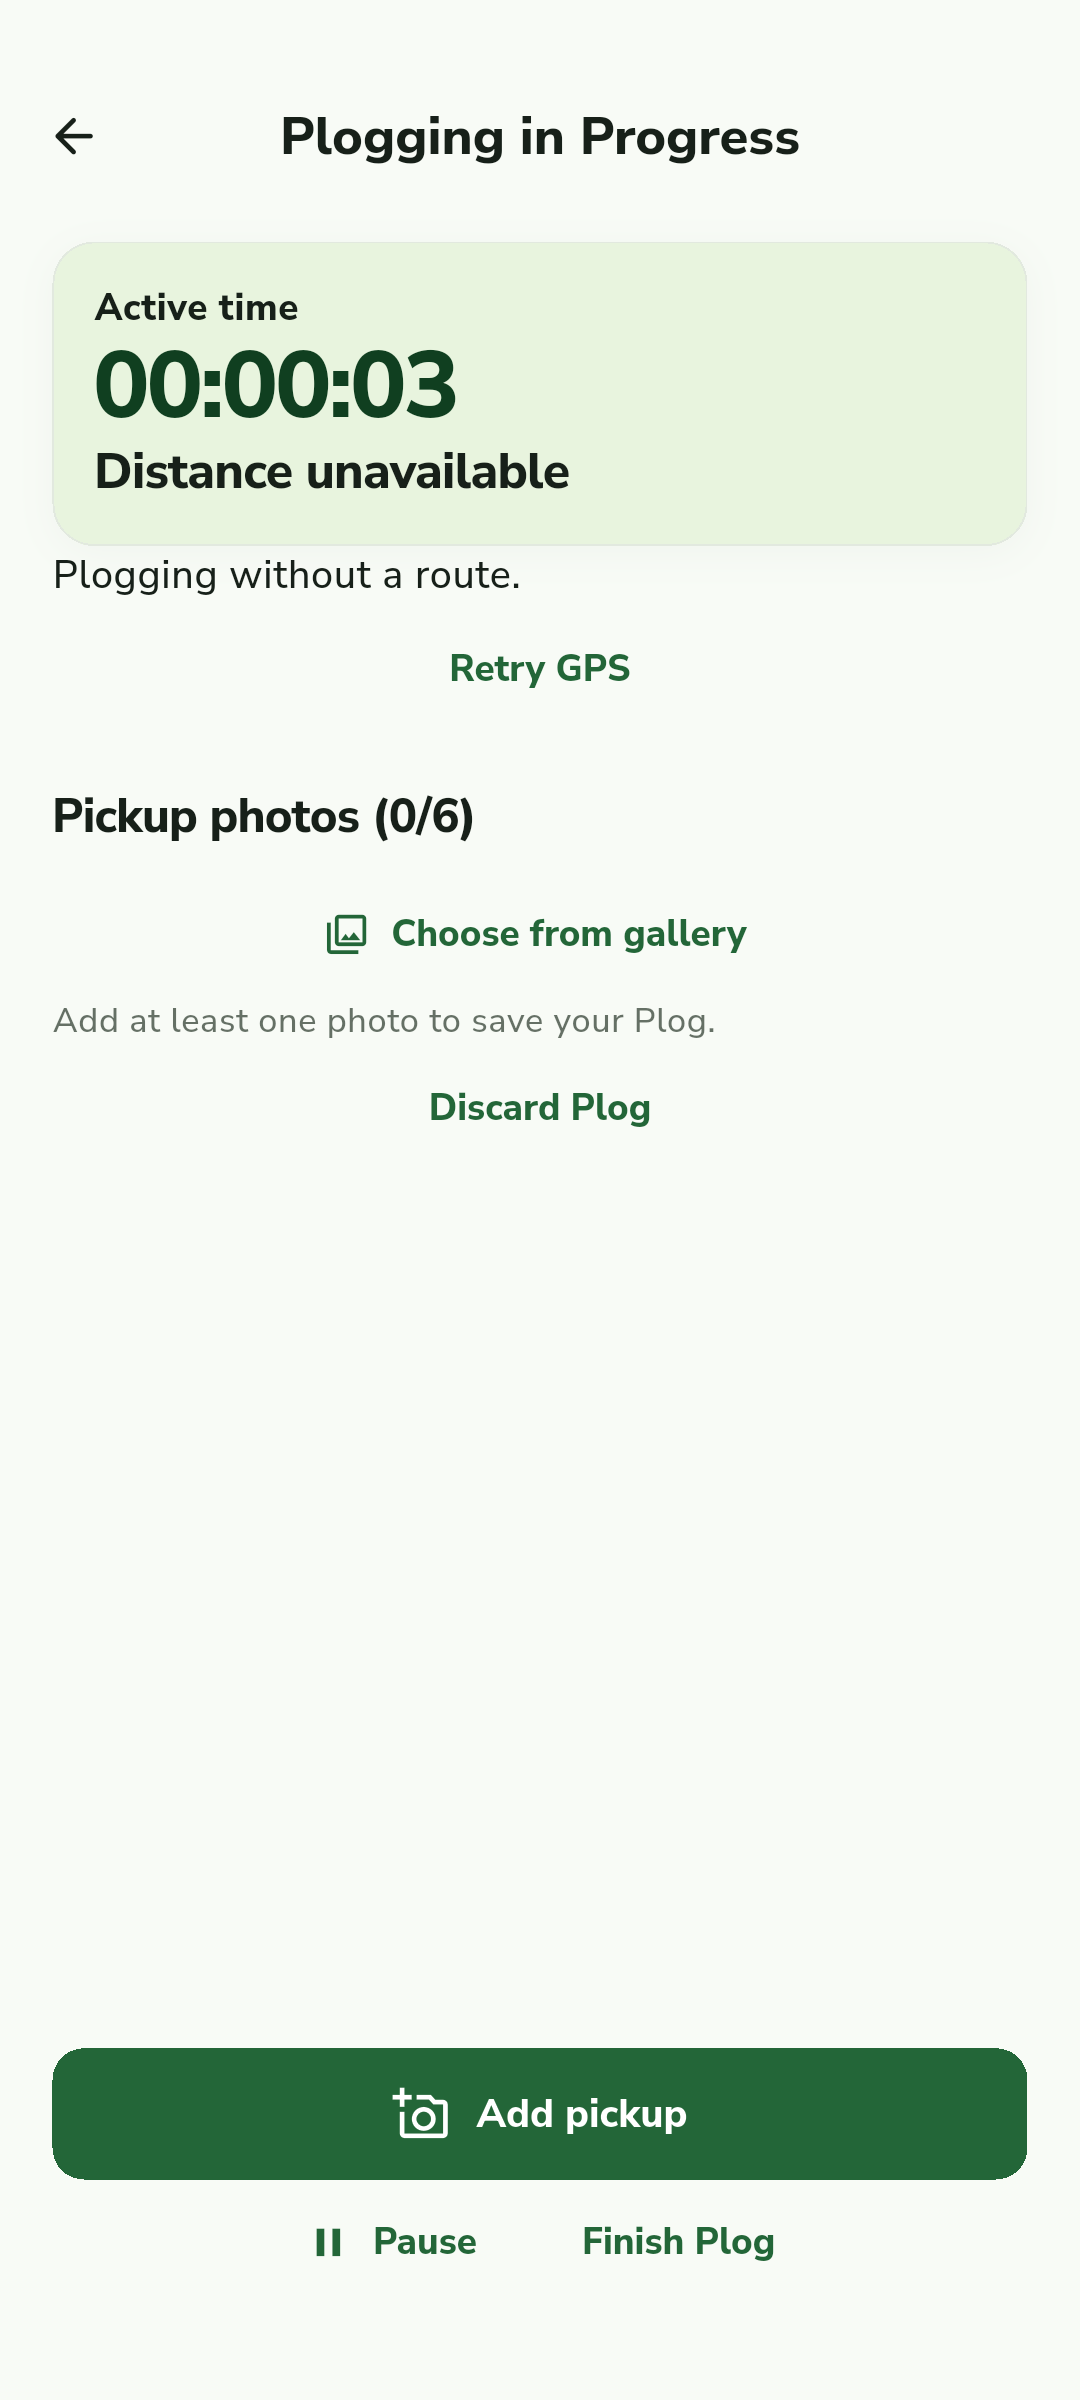 Plogging in Progress
Active time
00:00:03
Distance unavailable
Plogging without a route.
Retry GPS
Pickup photos (0/6)
Choose from gallery
Add at least one photo to save your Plog.
Discard Plog
Add pickup
Pause
Finish Plog